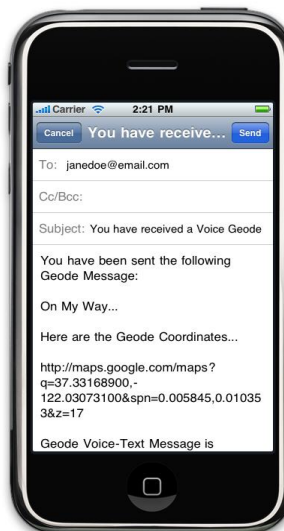 Carrier 2:21 PM
Cancel You have receive... Send
To: janedoe@email.com
Cc/Bcc:
Subject: You have received a Voice Geode
You have been sent the following
Geode Message:
On My Way...
Here are the Geode Coordinates...
http://maps.google.com/maps?
q=37.33168900,-
122.03073100&spn=0.005845,0.01035
3&z=17
Geode Voice-Text Message is